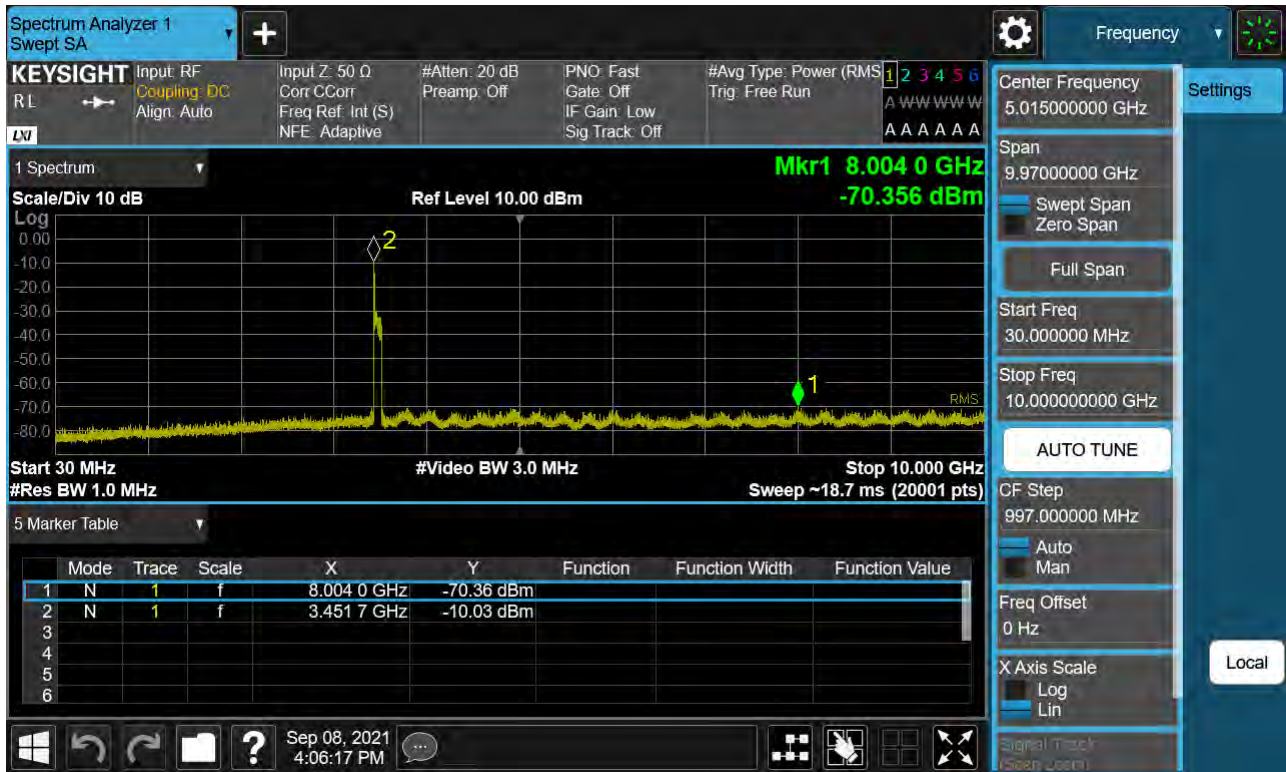 Spectrum Analyzer 1
Swept SA
+
Frequency
KEYSIGHT
RL
LXI
Input: RF
Coupling: DC
Align: Auto
Input Z: 50 Ω
Corr CCorr
Freq Ref: Int (S)
NFE: Adaptive
#Atten: 20 dB
Preamp: Off
PNO: Fast
Gate: Off
IF Gain: Low
Sig Track: Off
#Avg Type: Power (RMS
Trig: Free Run
1 2 3 4 5 6
A W W W W W
A A A A A A
1 Spectrum
Scale/Div 10 dB
Ref Level 10.00 dBm
Mkr1 8.004 0 GHz
-70.356 dBm
Log
0.00
-10.0
-20.0
-30.0
-40.0
-50.0
-60.0
-70.0
-80.0
2
1
RMS
Start 30 MHz
#Video BW 3.0 MHz
Stop 10.000 GHz
#Res BW 1.0 MHz
Sweep ~18.7 ms (20001 pts)
5 Marker Table
Mode Trace Scale X Y Function Function Width Function Value
1 N 1 f 8.004 0 GHz -70.36 dBm
2 N 1 f 3.451 7 GHz -10.03 dBm
3
4
5
6
?
Sep 08, 2021
4:06:17 PM
Center Frequency
5.015000000 GHz
Span
9.97000000 GHz
Swept Span
Zero Span
Full Span
Start Freq
30.000000 MHz
Stop Freq
10.000000000 GHz
AUTO TUNE
CF Step
997.000000 MHz
Auto
Man
Freq Offset
0 Hz
X Axis Scale
Log
Lin
Signal Track
(Span Zoom)
Settings
Local